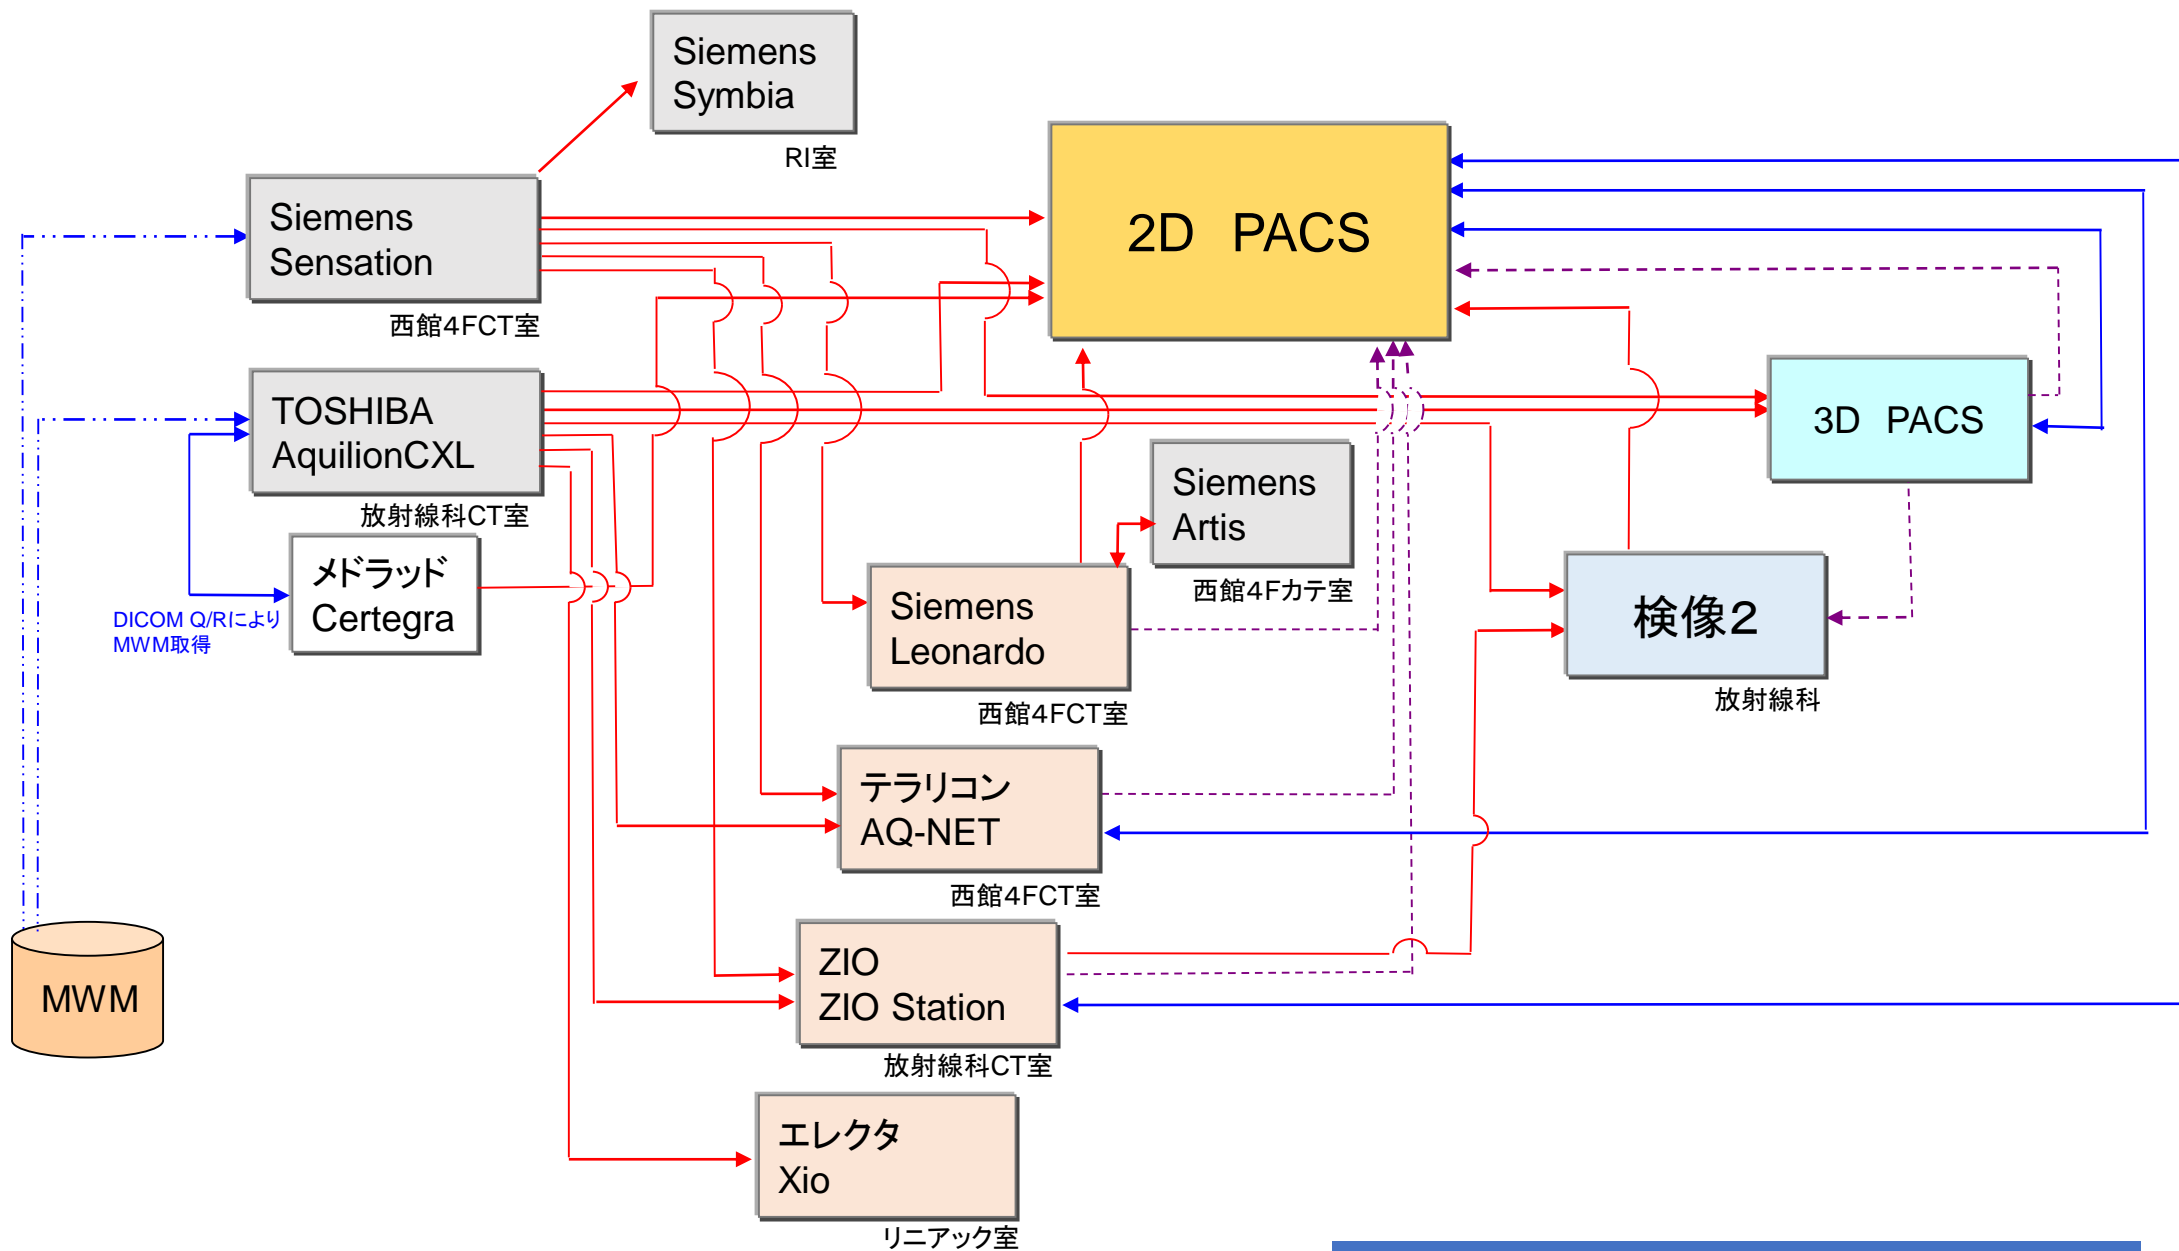 Siemens
Symbia
RI室
2D PACS
Siemens
Sensation
西館4FCT室
TOSHIBA
AquilionCXL
放射線科CT室
3D PACS
Siemens
Artis
西館4Fカテ室
メドラッド
Certegra
DICOM Q/Rにより
MWM取得
Siemens
Leonardo
西館4FCT室
検像2
放射線科
テラリコン
AQ-NET
西館4FCT室
MWM
ZIO
ZIO Station
放射線科CT室
エレクタ
Xio
リニアック室